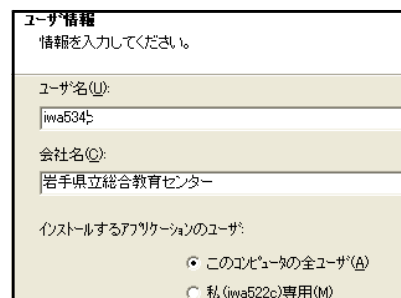 ユーザ情報
情報を入力してください。
ユーザ名(U):
会社名(C):
岩手県立総合教育センター
インストールするアプリケーションのユーザ:
このコンピュータの全ユーザ(A)
私(iwa522c)専用(M)